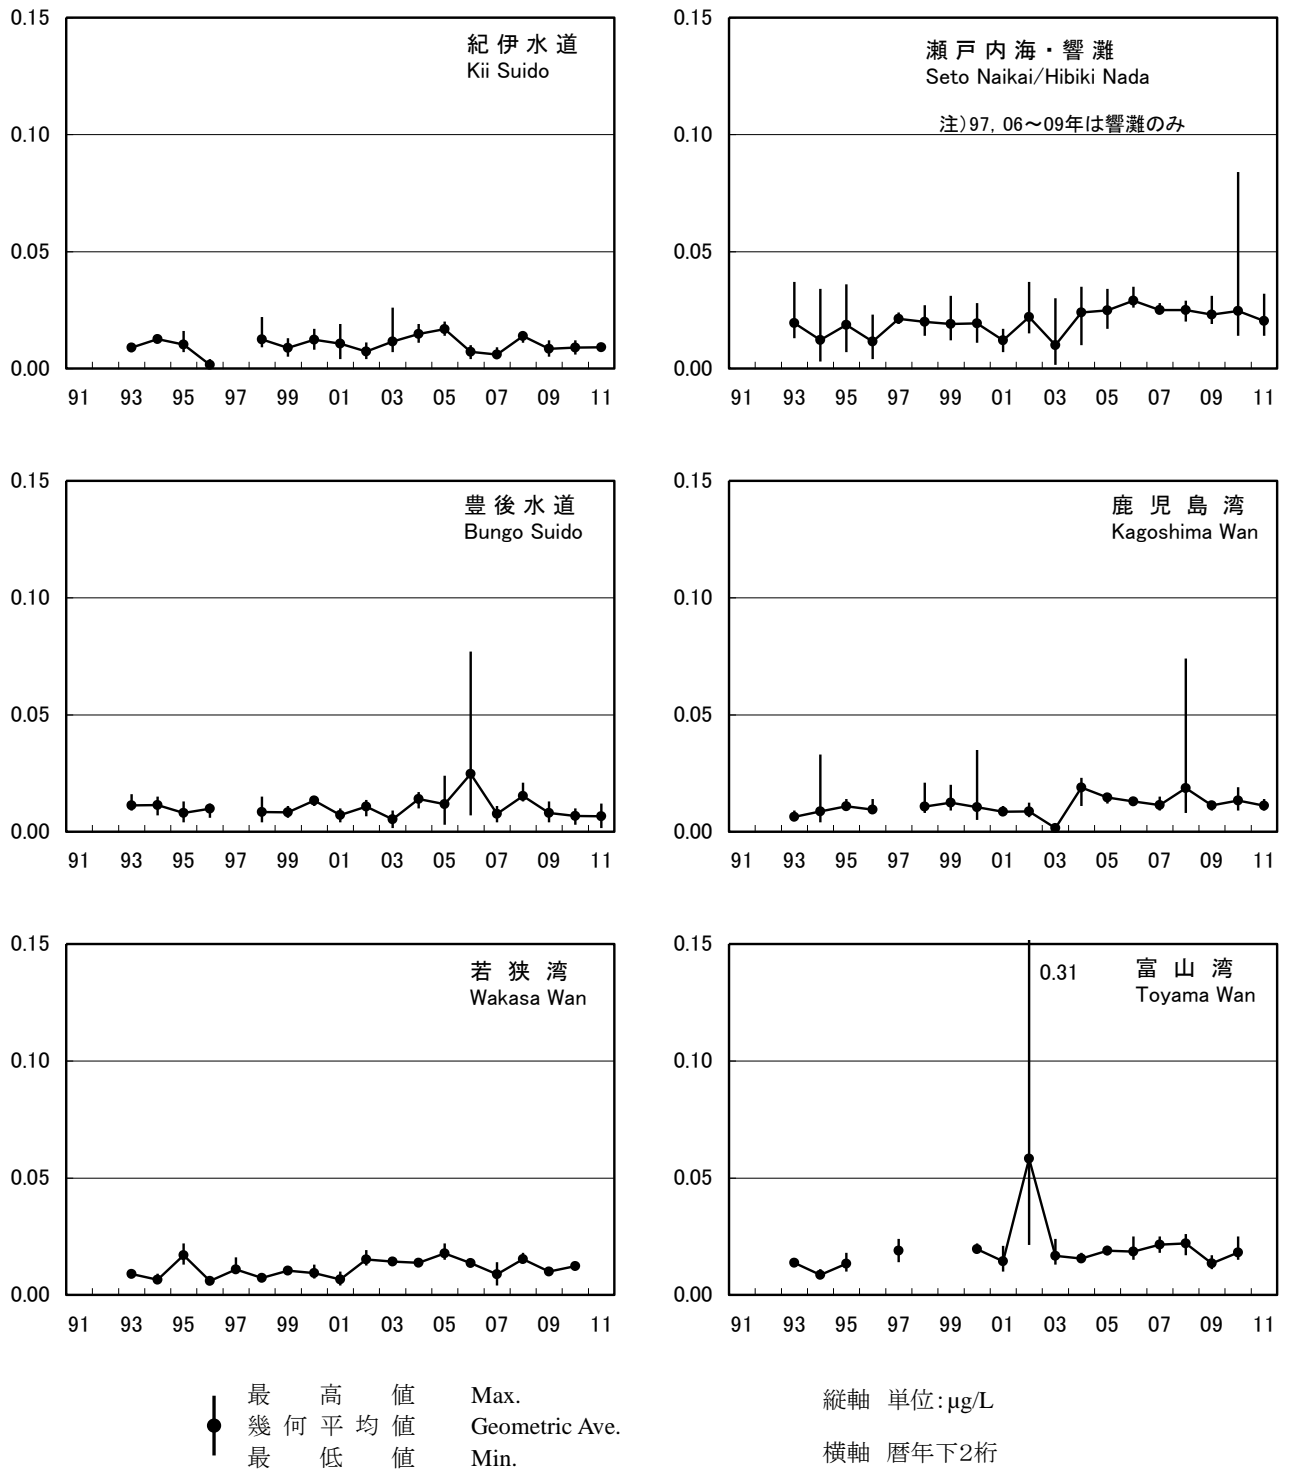 0.15
0.10
0.05
0.00
91 93 95 97 99 01 03 05 07 09 11
紀伊水道
Kii Suido
0.15
0.10
0.05
0.00
91 93 95 97 99 01 03 05 07 09 11
瀬戸内海・響灘
Seto Naikai/Hibiki Nada
注)97, 06～09年は響灘のみ
0.15
0.10
0.05
0.00
91 93 95 97 99 01 03 05 07 09 11
豊後水道
Bungo Suido
0.15
0.10
0.05
0.00
91 93 95 97 99 01 03 05 07 09 11
鹿児島湾
Kagoshima Wan
0.15
0.10
0.05
0.00
91 93 95 97 99 01 03 05 07 09 11
若狭湾
Wakasa Wan
0.15
0.10
0.05
0.00
91 93 95 97 99 01 03 05 07 09 11
0.31
富山湾
Toyama Wan
最高値 Max.
幾何平均値 Geometric Ave.
最低値 Min.
縦軸 単位：μg/L
横軸 暦年下2桁